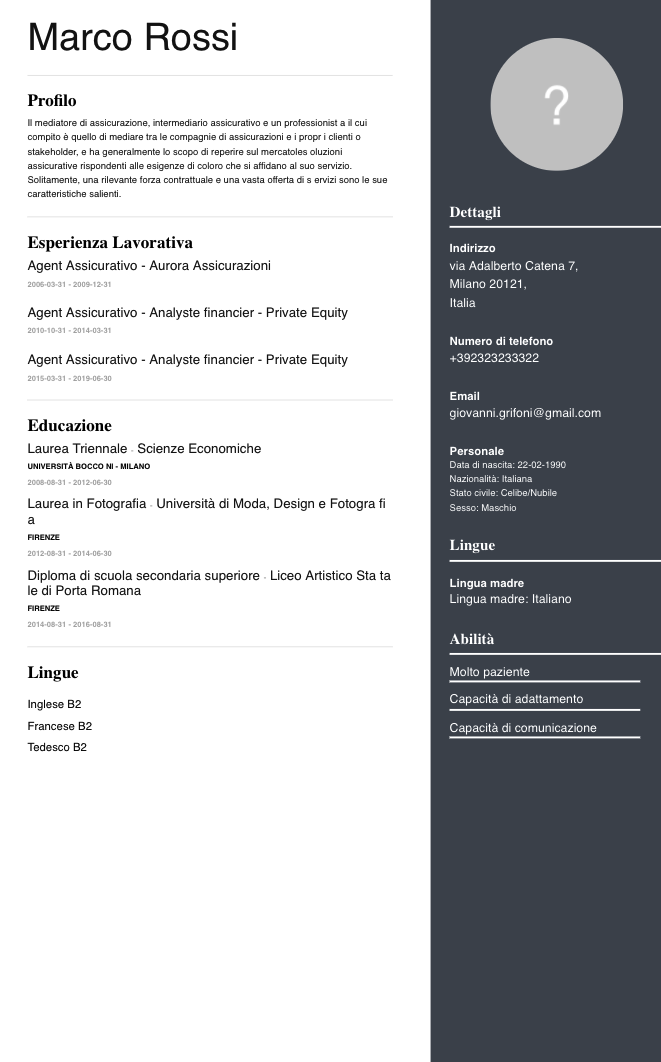 Marco Rossi
Profilo
Il mediatore di assicurazione, intermediario assicurativo e un professionist a il cui
compito è quello di mediare tra le compagnie di assicurazioni e i propr i clienti o
stakeholder, e ha generalmente lo scopo di reperire sul mercatoles oluzioni
assicurative rispondenti alle esigenze di coloro che si affidano al suo servizio.
Solitamente, una rilevante forza contrattuale e una vasta offerta di s ervizi sono le sue
caratteristiche salienti.
Esperienza Lavorativa
Agent Assicurativo - Aurora Assicurazioni
2006-03-31 - 2009-12-31
Agent Assicurativo - Analyste financier - Private Equity
2010-10-31 - 2014-03-31
Agent Assicurativo - Analyste financier - Private Equity
2015-03-31 - 2019-06-30
Educazione
Laurea Triennale - Scienze Economiche
UNIVERSITÀ BOCCO NI - MILANO
2008-08-31 - 2012-06-30
Laurea in Fotografia - Università di Moda, Design e Fotogra fi
a
FIRENZE
2012-08-31 - 2014-06-30
Diploma di scuola secondaria superiore - Liceo Artistico Sta ta
le di Porta Romana
FIRENZE
2014-08-31 - 2016-08-31
Lingue
Inglese B2
Francese B2
Tedesco B2
?
Dettagli
Indirizzo
via Adalberto Catena 7,
Milano 20121,
Italia
Numero di telefono
+392323233322
Email
giovanni.grifoni@gmail.com
Personale
Data di nascita: 22-02-1990
Nazionalità: Italiana
Stato civile: Celibe/Nubile
Sesso: Maschio
Lingue
Lingua madre
Lingua madre: Italiano
Abilità
Molto paziente
Capacità di adattamento
Capacità di comunicazione